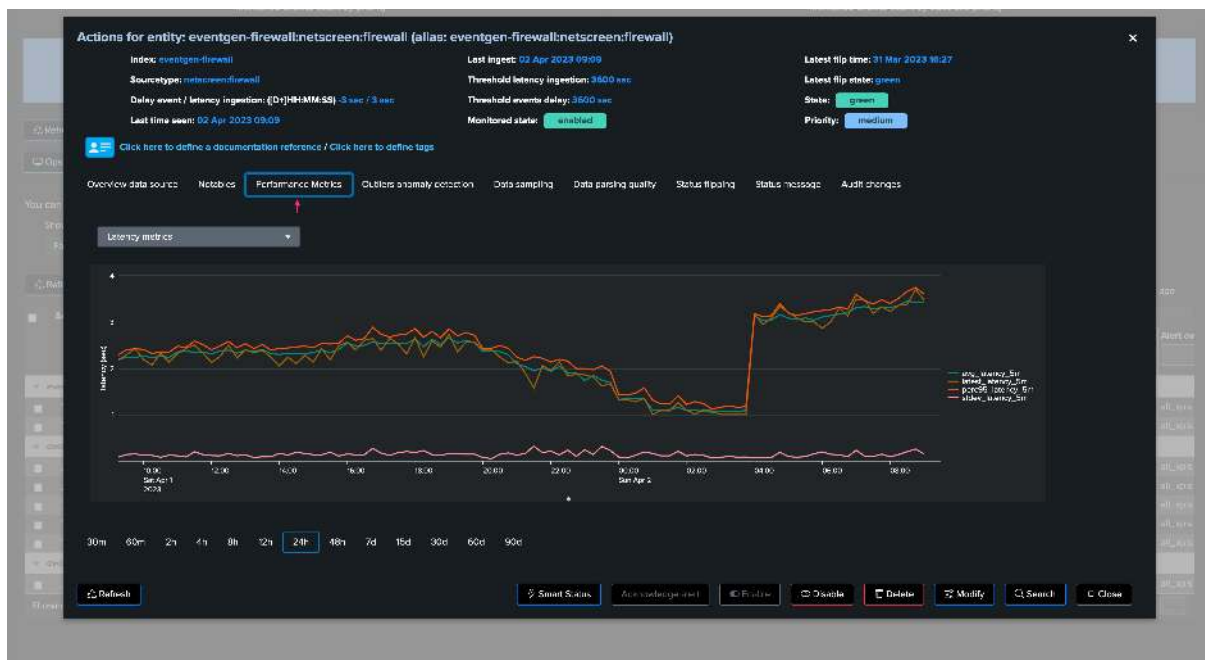 Actions for entity: eventgen-firewall:netscreen:firewall (alias: eventgen-firewall:netscreen:firewall)
Index: eventgen-firewall
Last ingest: 02 Apr 2023 09:09
Latest flip time: 31 Mar 2023 16:27
Sourcetype: netscreen:firewall
Threshold latency ingestion: 3600 sec
Latest flip state: green
Delay event / latency ingestion: ([D+]HH:MM:SS) -3 sec / 3 sec
Threshold events delay: 3600 sec
State: green
Last time seen: 02 Apr 2023 09:09
Monitored state: enabled
Priority: medium
Click here to define a documentation reference / Click here to define tags
Overview data source Notables Performance Metrics Outliers anomaly detection Data sampling Data parsing quality Status flipping Status message Audit changes
Latency metrics
latency (sec)
4
3
2
1
avg_latency_5m
latest_latency_5m
perc95_latency_5m
stdev_latency_5m
10:00 12:00 14:00 16:00 18:00 20:00 22:00 00:00 02:00 04:00 06:00 08:00
Sat Apr 1 Sun Apr 2
2023
30m 60m 2h 4h 8h 12h 24h 48h 7d 15d 30d 60d 90d
Refresh Smart Status Acknowledge alert Enable Disable Delete Modify Search Close
You can